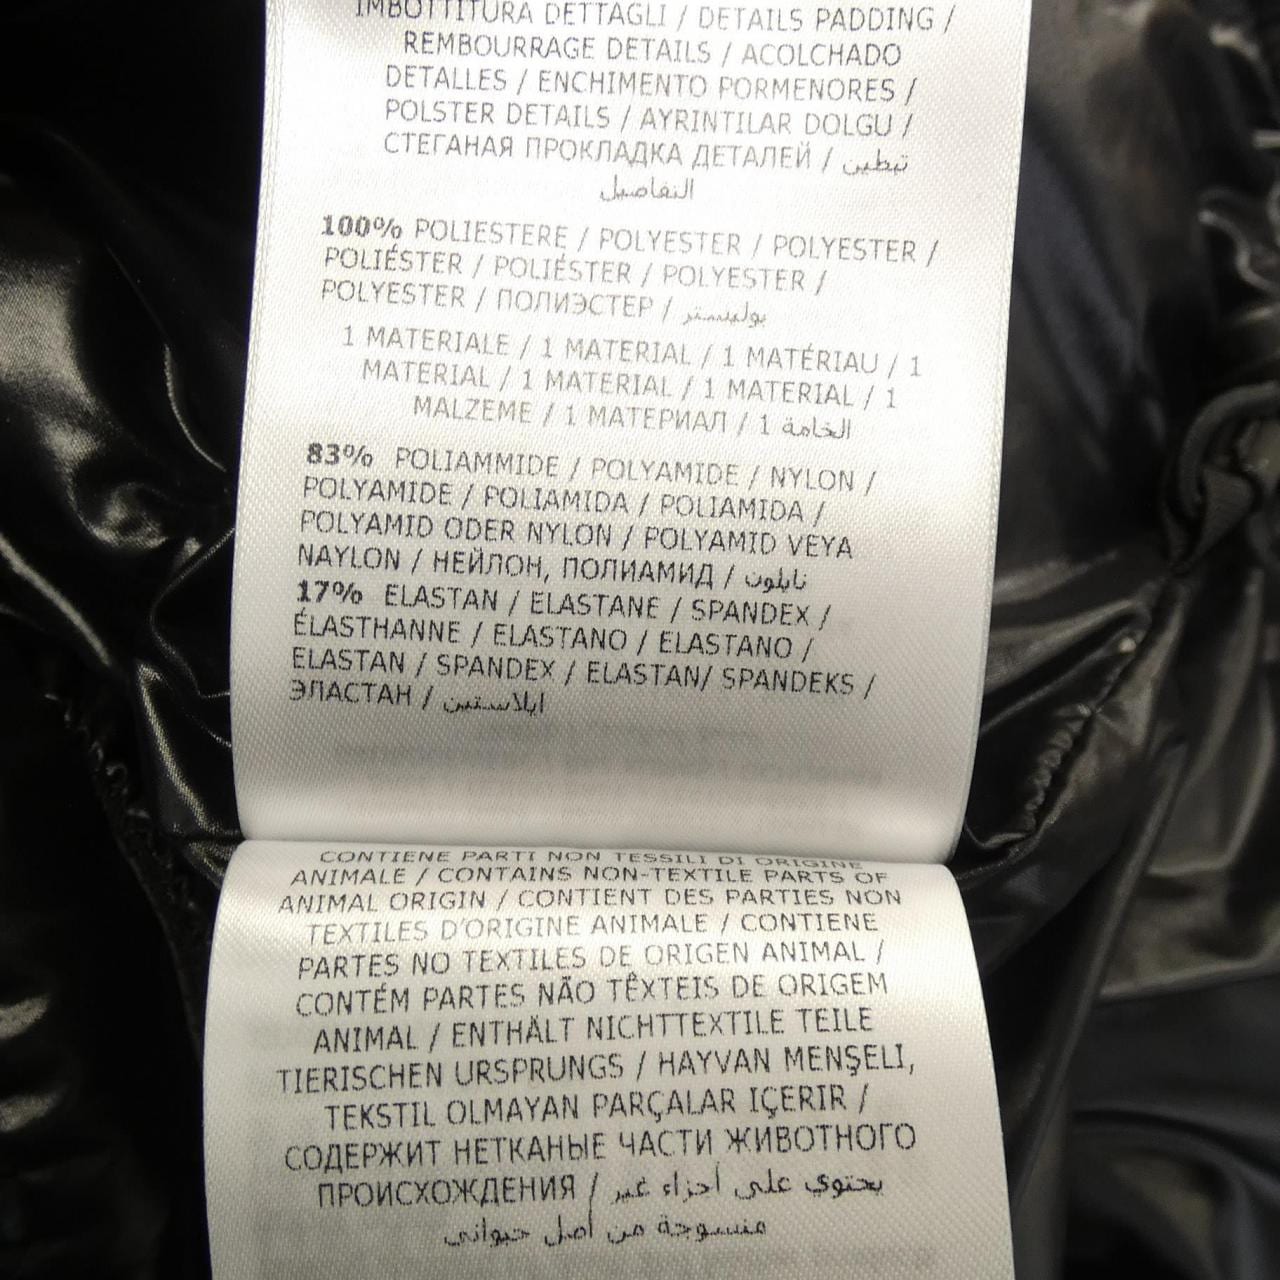 IMBOTTITURA DETTAGLI / DETAILS PADDING /
REMBOURRAGE DETAILS / ACOLCHADO
DETALLES / ENCHIMENTO PORMENORES /
POLSTER DETAILS / AYRINTILAR DOLGU /
СТЕГАНАЯ ПРОКЛАДКА ДЕТАЛЕЙ / تبطين
التفاصيل
100% POLIESTERE / POLYESTER / POLYESTER /
POLIÉSTER / POLIÉSTER / POLYESTER /
POLYESTER / ПОЛИЭСТЕР / بوليستر
1 MATERIALE / 1 MATERIAL / 1 MATÉRIAU / 1
MATERIAL / 1 MATERIAL / 1 MATERIAL / 1
MALZEME / 1 МАТЕРИАЛ / 1 الخامة
83% POLIAMMIDE / POLYAMIDE / NYLON /
POLYAMIDE / POLIAMIDA / POLIAMIDA /
POLYAMID ODER NYLON / POLYAMID VEYA
NAYLON / НЕЙЛОН, ПОЛИАМИД / نايلون
17% ELASTAN / ELASTANE / SPANDEX /
ÉLASTHANNE / ELASTANO / ELASTANO /
ELASTAN / SPANDEX / ELASTAN/ SPANDEKS /
ЭЛАСТАН / ايلاستين
CONTIENE PARTI NON TESSILI DI ORIGINE
ANIMALE / CONTAINS NON-TEXTILE PARTS OF
ANIMAL ORIGIN / CONTIENT DES PARTIES NON
TEXTILES D'ORIGINE ANIMALE / CONTIENE
PARTES NO TEXTILES DE ORIGEN ANIMAL /
CONTÉM PARTES NÃO TÊXTEIS DE ORIGEM
ANIMAL / ENTHÄLT NICHTTEXTILE TEILE
TIERISCHEN URSPRUNGS / HAYVAN MENŞELİ,
TEKSTIL OLMAYAN PARÇALAR IÇERIR /
СОДЕРЖИТ НЕТКАНЫЕ ЧАСТИ ЖИВОТНОГО
ПРОИСХОЖДЕНИЯ / يحتوي على أجزاء غير
منسوجة من أصل حيواني